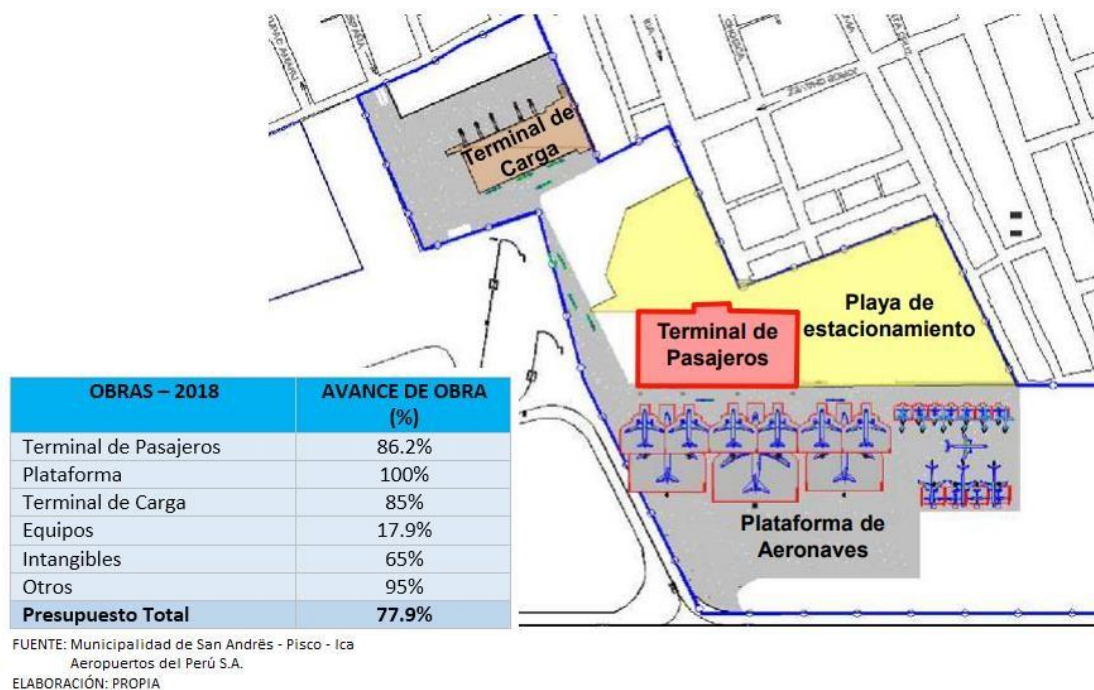 Terminal de
Carga
Playa de
estacionamiento
Terminal de
Pasajeros
Plataforma de
Aeronaves
OBRAS – 2018 AVANCE DE OBRA
(%)
Terminal de Pasajeros 86.2%
Plataforma 100%
Terminal de Carga 85%
Equipos 17.9%
Intangibles 65%
Otros 95%
Presupuesto Total 77.9%
FUENTE: Municipalidad de San Andrës - Pisco - Ica
Aeropuertos del Perú S.A.
ELABORACIÓN: PROPIA